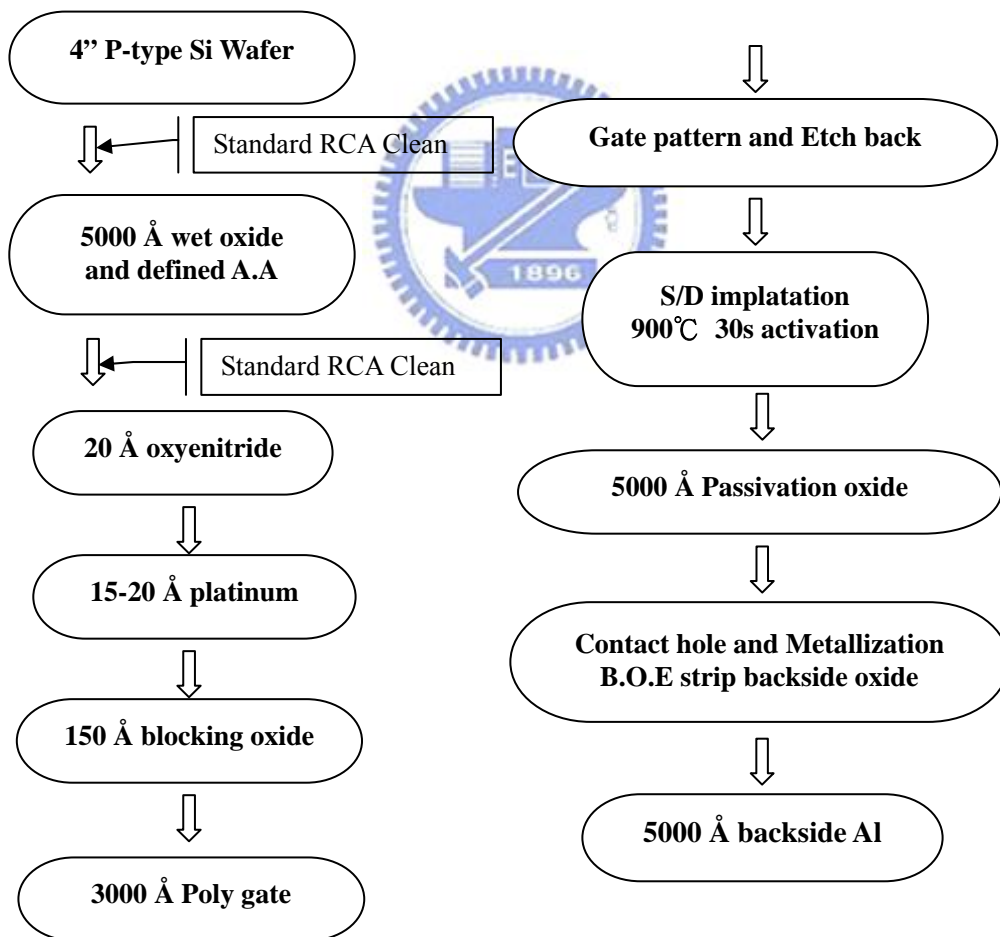 4” P-type Si Wafer
Standard RCA Clean
5000 Å wet oxide
and defined A.A
Standard RCA Clean
20 Å oxyenitride
15-20 Å platinum
150 Å blocking oxide
3000 Å Poly gate
Gate pattern and Etch back
1896
S/D implatation
900℃ 30s activation
5000 Å Passivation oxide
Contact hole and Metallization
B.O.E strip backside oxide
5000 Å backside Al